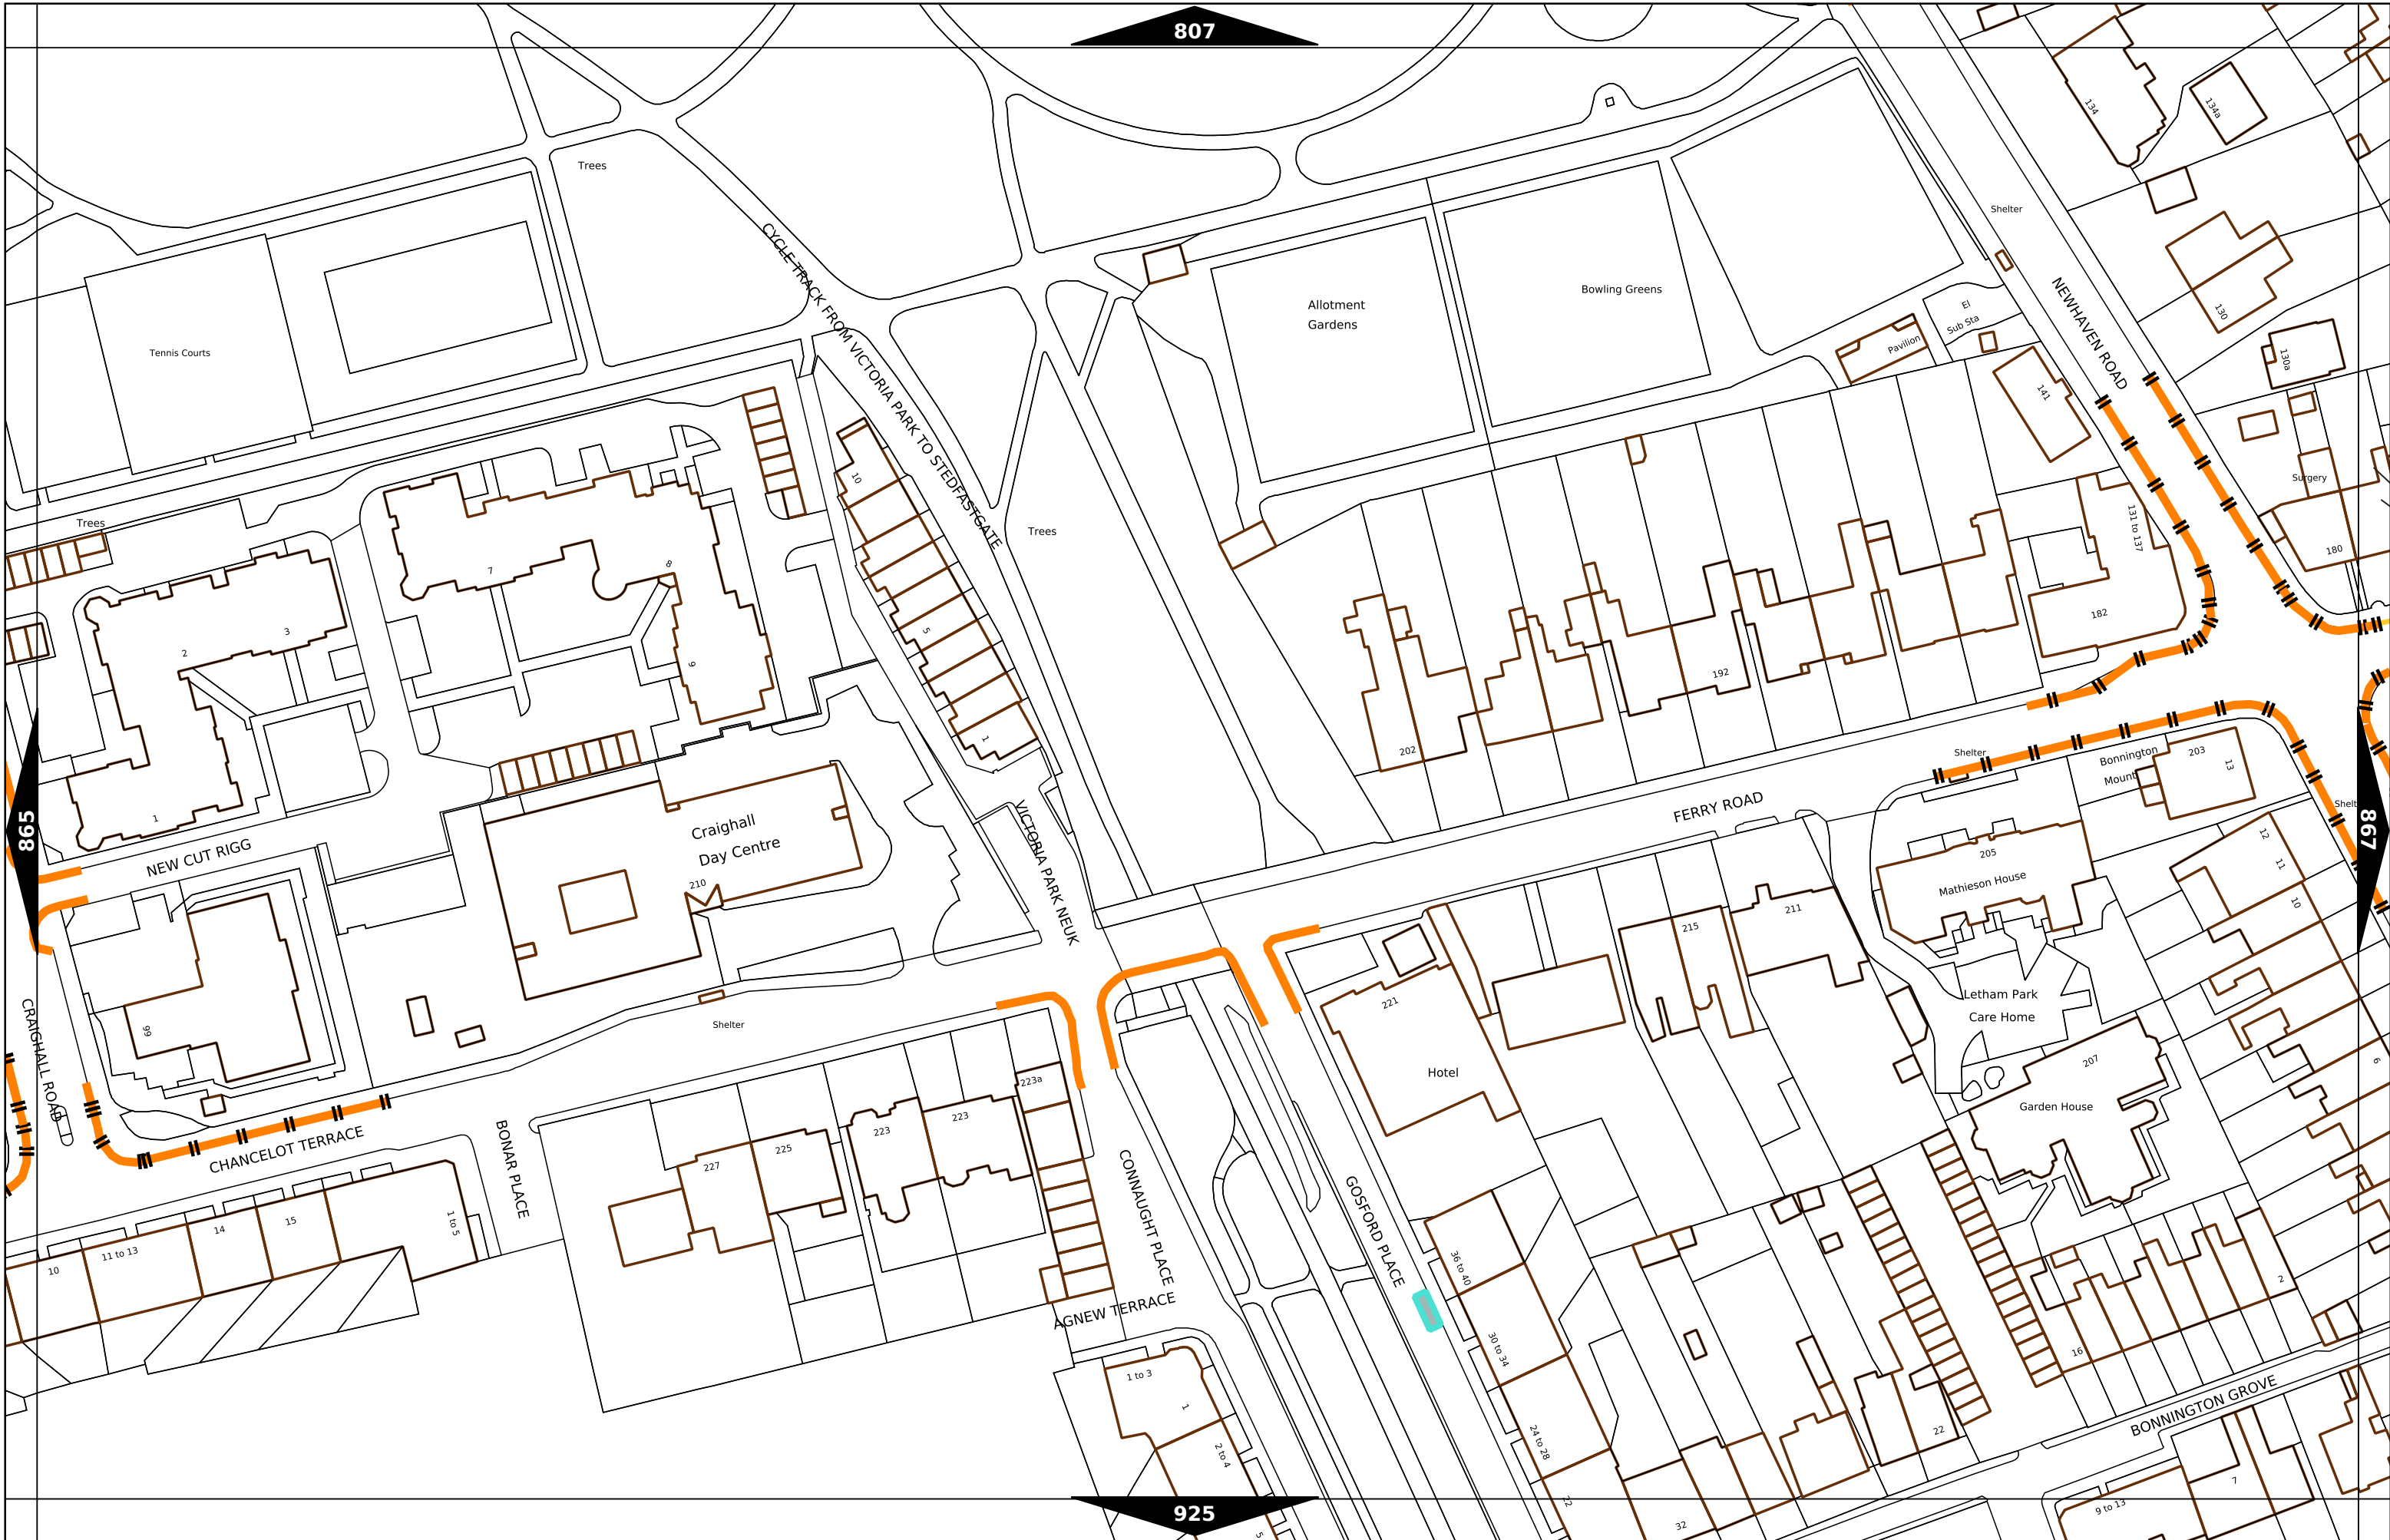 807
134
134a
Trees
Shelter
CYCLE TRACK FROM VICTORIA PARK TO STEDFASTGATE
NEWHAVEN ROAD
Allotment
Gardens
Bowling Greens
El
Sub Sta
130
Pavilion
130a
Tennis Courts
141
10
Surgery
Trees
Trees
131 to 137
180
7
8
182
5
3
2
9
192
1
202
Shelter
Bonnington
Mount
203
13
FERRY ROAD
Shelt
865
867
1
VICTORIA PARK NEUK
Craighall
Day Centre
12
NEW CUT RIGG
205
11
Mathieson House
210
10
211
215
Letham Park
Care Home
221
99
Shelter
CRAIGHALL ROAD
207
6
Hotel
223a
Garden House
223
223
CHANCELOT TERRACE
BONAR PLACE
225
227
CONNAUGHT PLACE
GOSFORD PLACE
1 to 5
15
14
11 to 13
10
36 to 40
2
AGNEW TERRACE
30 to 34
16
1 to 3
1
BONNINGTON GROVE
22
24 to 28
2 to 4
7
22
9 to 13
925
32
5